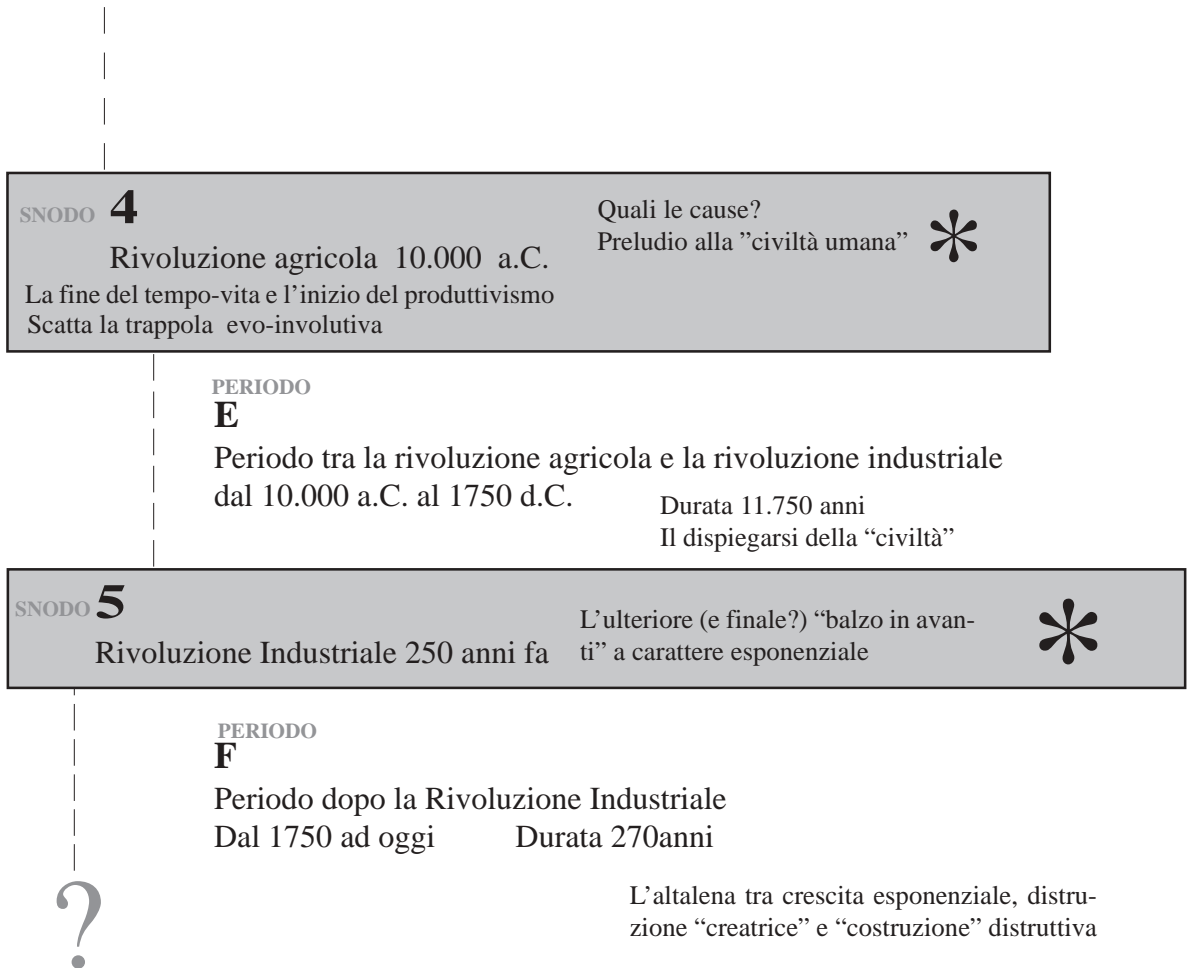 SNODO 4
Rivoluzione agricola 10.000 a.C.
La fine del tempo-vita e l’inizio del produttivismo
Scatta la trappola evo-involutiva
Quali le cause?
Preludio alla ”civiltà umana”
*
PERIODO
E
Periodo tra la rivoluzione agricola e la rivoluzione industriale
dal 10.000 a.C. al 1750 d.C.
Durata 11.750 anni
Il dispiegarsi della “civiltà”
SNODO 5
Rivoluzione Industriale 250 anni fa
L’ulteriore (e finale?) “balzo in avan-
ti” a carattere esponenziale
*
PERIODO
F
Periodo dopo la Rivoluzione Industriale
Dal 1750 ad oggi Durata 270anni
?
L’altalena tra crescita esponenziale, distru-
zione “creatrice” e “costruzione” distruttiva